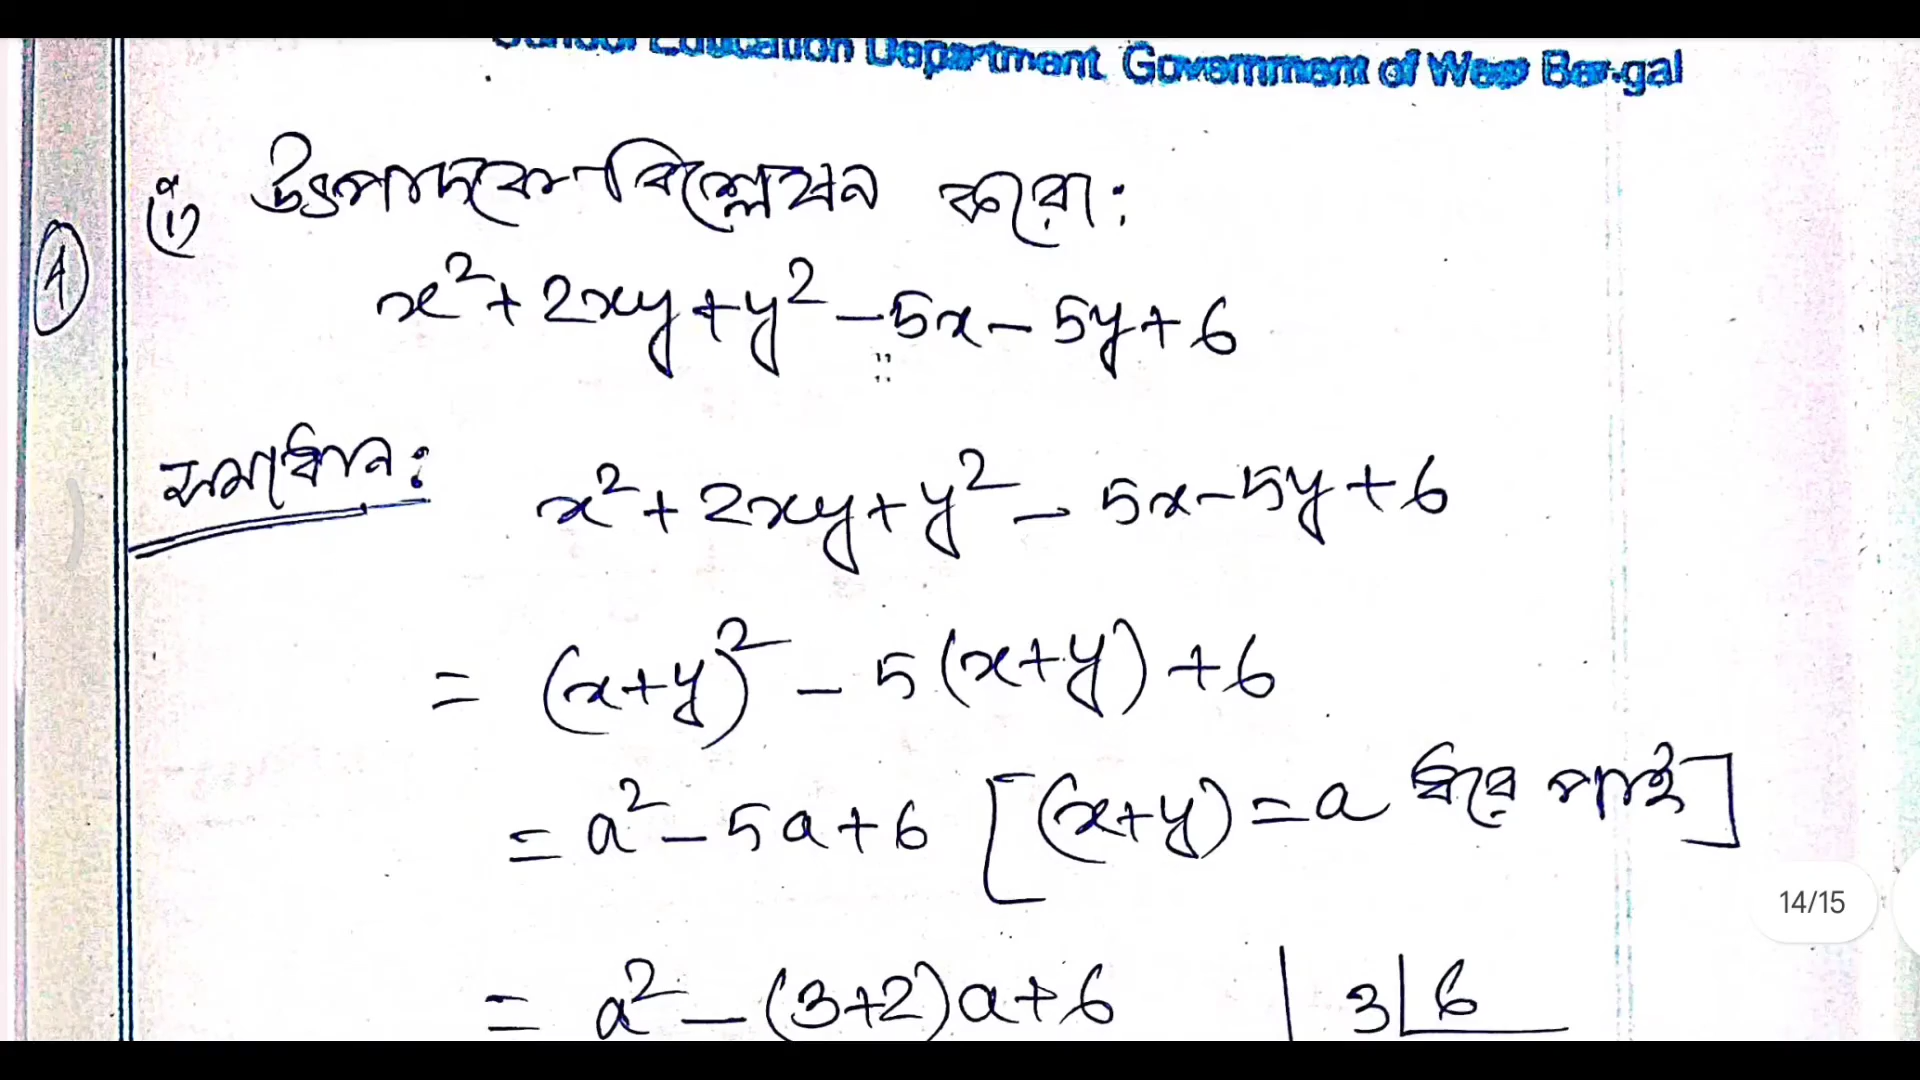 School Education Department, Government of West Bengal
(i) উৎপাদকে বিশ্লেষন করো:
4
x² + 2xy + y² - 5x - 5y + 6
সমাধান: x² + 2xy + y² - 5x - 5y + 6
= (x+y)² - 5(x+y) + 6
= a² - 5a + 6 [(x+y) = a ধরে পাই]
14/15
= a² - (3+2)a + 6 | 3|6